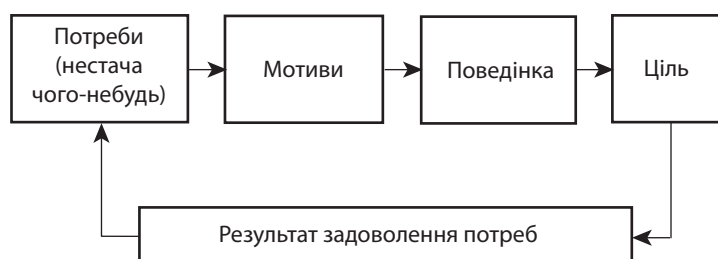 Потреби
(нестача
чого-небудь)
Мотиви
Поведінка
Ціль
Результат задоволення потреб